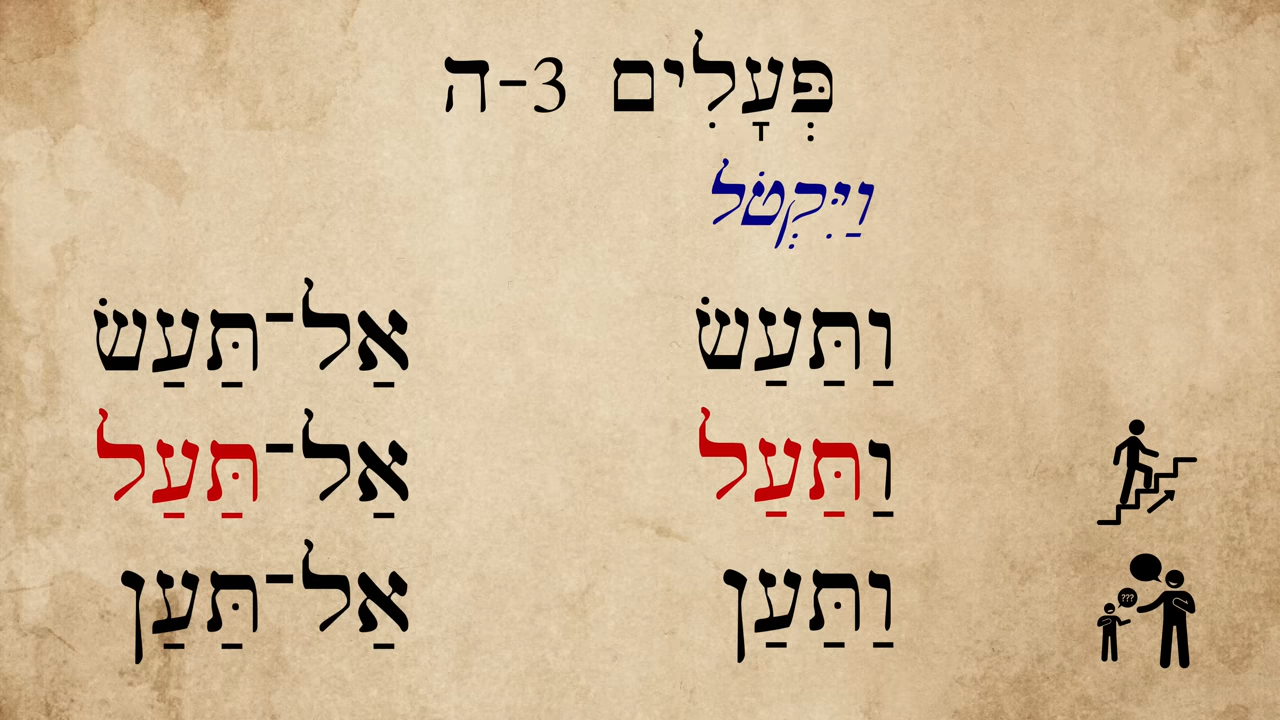 פְּעָלִים 3-ה
וַיִּקְטֹל
וַתַּעַשׂ אַל־תַּעַשׂ
וַתַּעַל אַל־תַּעַל
וַתַּעַן אַל־תַּעַן
???